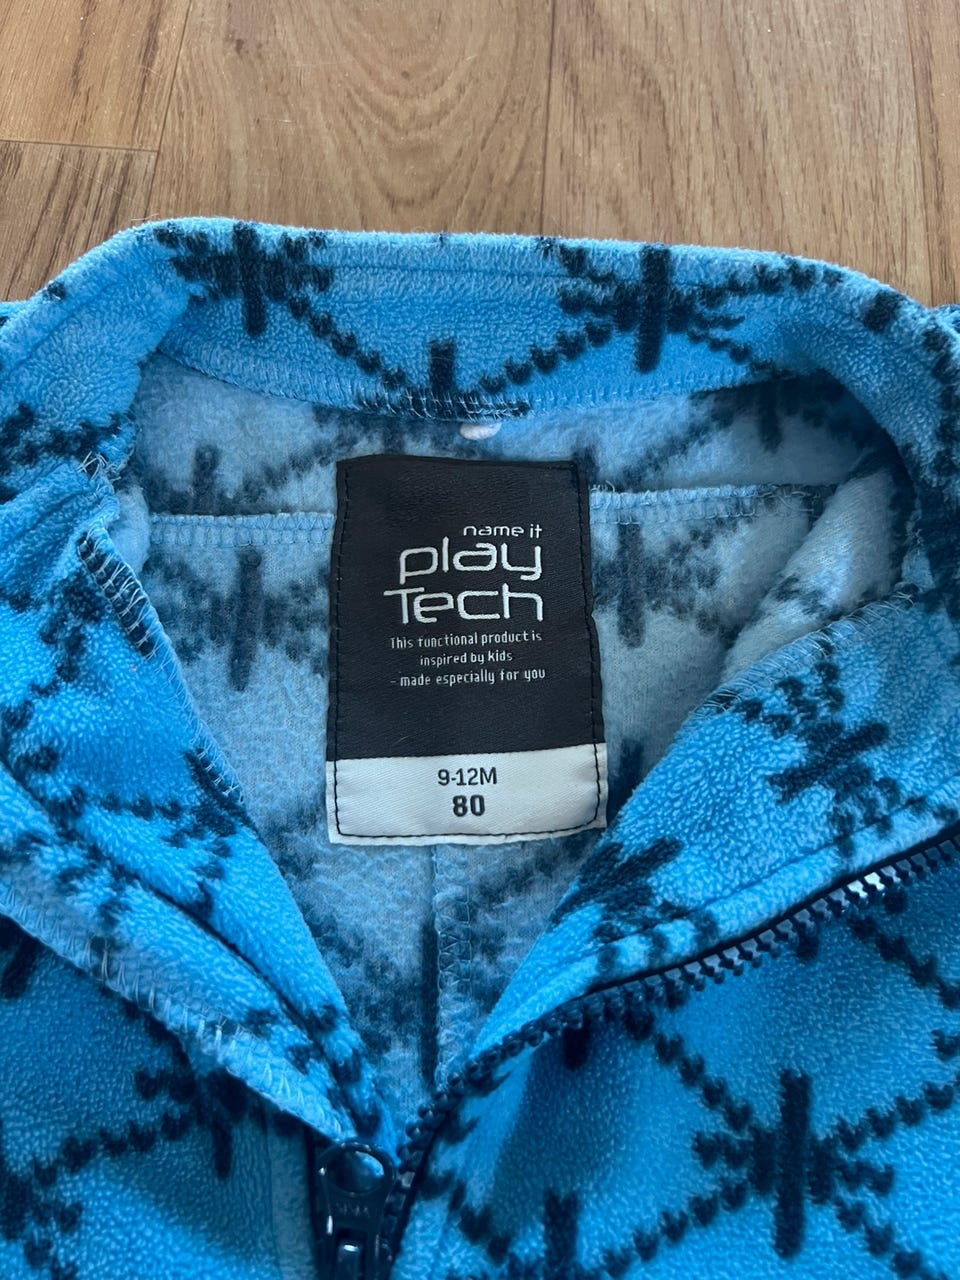 name it
play
Tech
This functional product is
inspired by kids
- made especially for you
9-12M
80